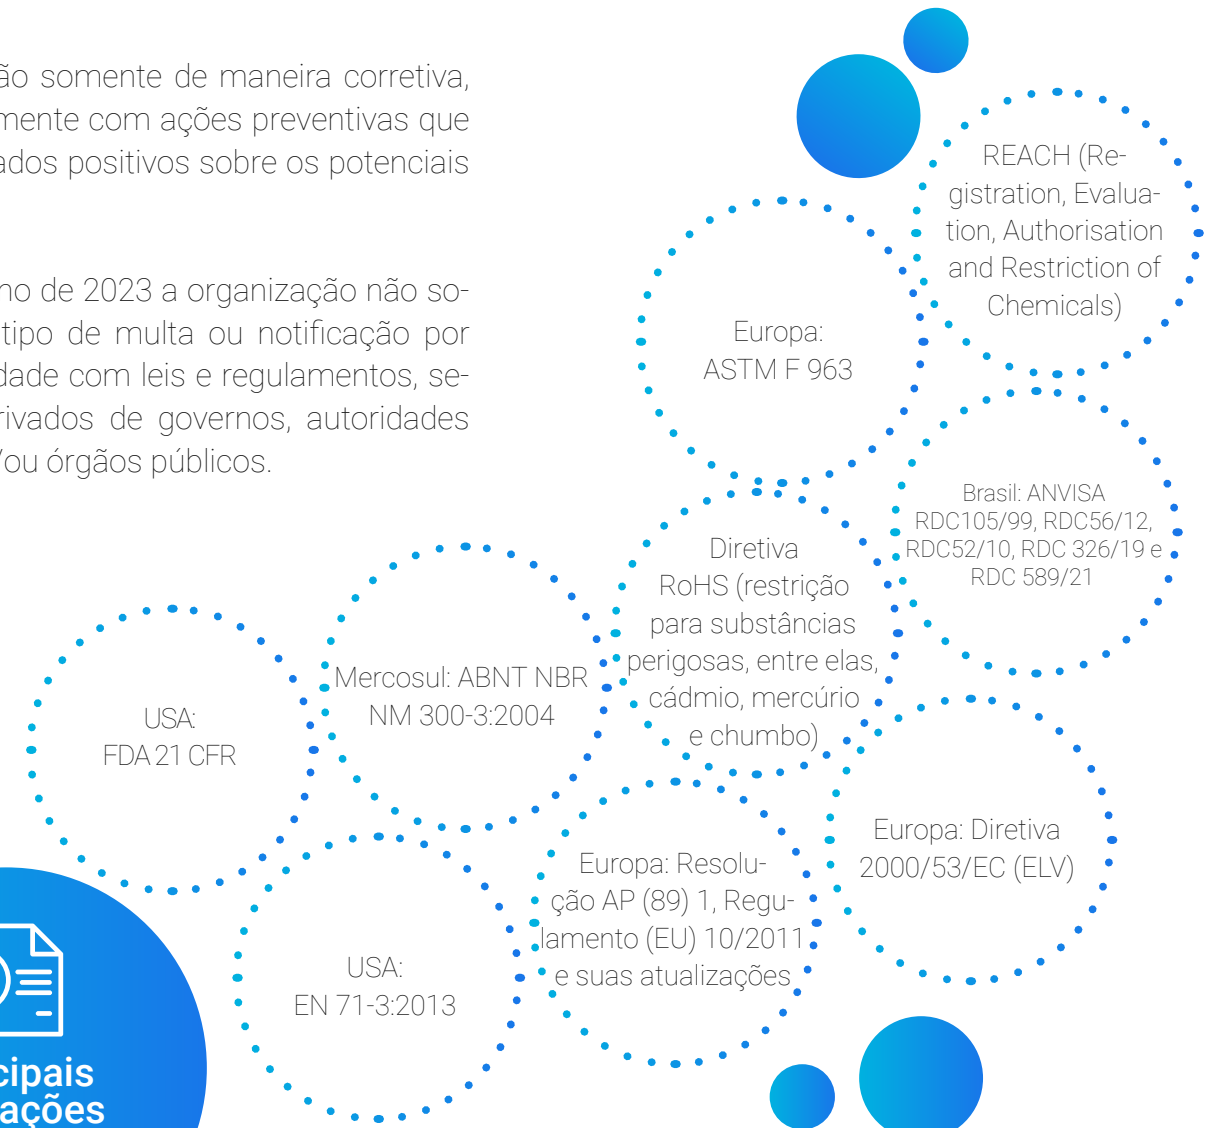 ão somente de maneira corretiva,
mente com ações preventivas que
ados positivos sobre os potenciais
no de 2023 a organização não so-
tipo de multa ou notificação por
dade com leis e regulamentos, se-
rivados de governos, autoridades
/ou órgãos públicos.
REACH (Re-
gistration, Evalua-
tion, Authorisation
and Restriction of
Chemicals)
Europa:
ASTM F 963
Brasil: ANVISA
RDC105/99, RDC56/12,
RDC52/10, RDC 326/19 e
RDC 589/21
Diretiva
RoHS (restrição
para substâncias
perigosas, entre elas,
cádmio, mercúrio
e chumbo)
Mercosul: ABNT NBR
NM 300-3:2004
USA:
FDA 21 CFR
Europa: Diretiva
2000/53/EC (ELV)
Europa: Resolu-
ção AP (89) 1, Regu-
lamento (EU) 10/2011
e suas atualizações
USA:
EN 71-3:2013
cipais
ações